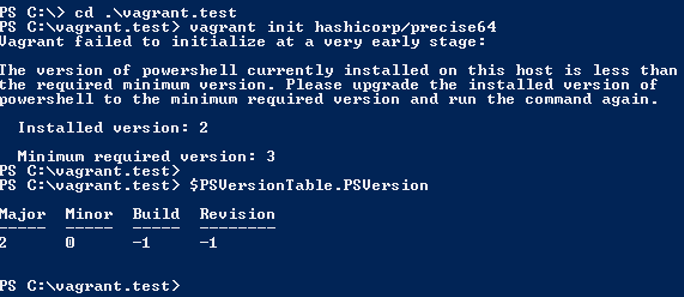 PS C:\> cd .\vagrant.test
PS C:\vagrant.test> vagrant init hashicorp/precise64
Vagrant failed to initialize at a very early stage:
The version of powershell currently installed on this host is less than
the required minimum version. Please upgrade the installed version of
powershell to the minimum required version and run the command again.
Installed version: 2
Minimum required version: 3
PS C:\vagrant.test>
PS C:\vagrant.test> $PSVersionTable.PSVersion
Major Minor Build Revision
----- ----- ----- --------
2 0 -1 -1
PS C:\vagrant.test>